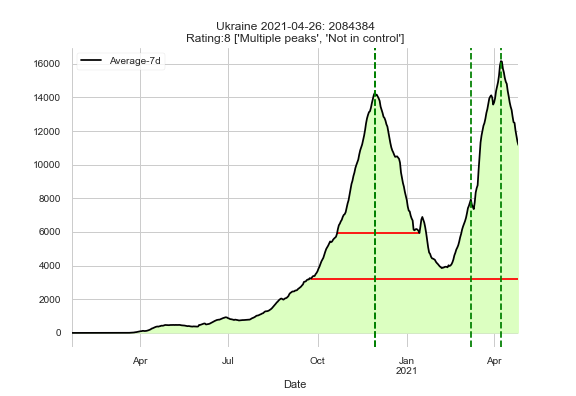 Ukraine 2021-04-26: 2084384
Rating:8 ['Multiple peaks', 'Not in control']
Average-7d
16000
14000
12000
10000
8000
6000
4000
2000
0
Apr
Jul
Oct
Jan
2021
Apr
Date